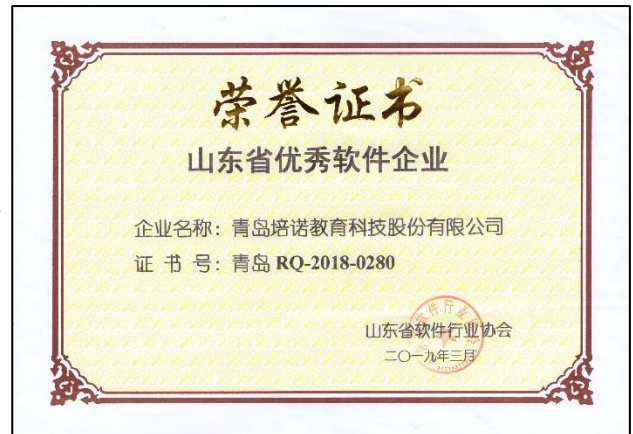 荣誉证书
山东省优秀软件企业
企业名称：青岛培诺教育科技股份有限公司
证 书 号：青岛 RQ-2018-0280
山东省软件行业协会
二〇一九年三月